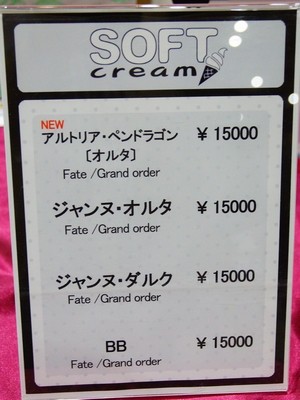 SOFT
cream
NEW
アルトリア・ペンドラゴン ¥ 15000
〔オルタ〕
Fate /Grand order
ジャンヌ・オルタ ¥ 15000
Fate /Grand order
ジャンヌ・ダルク ¥ 15000
Fate /Grand order
BB ¥ 15000
Fate /Grand order